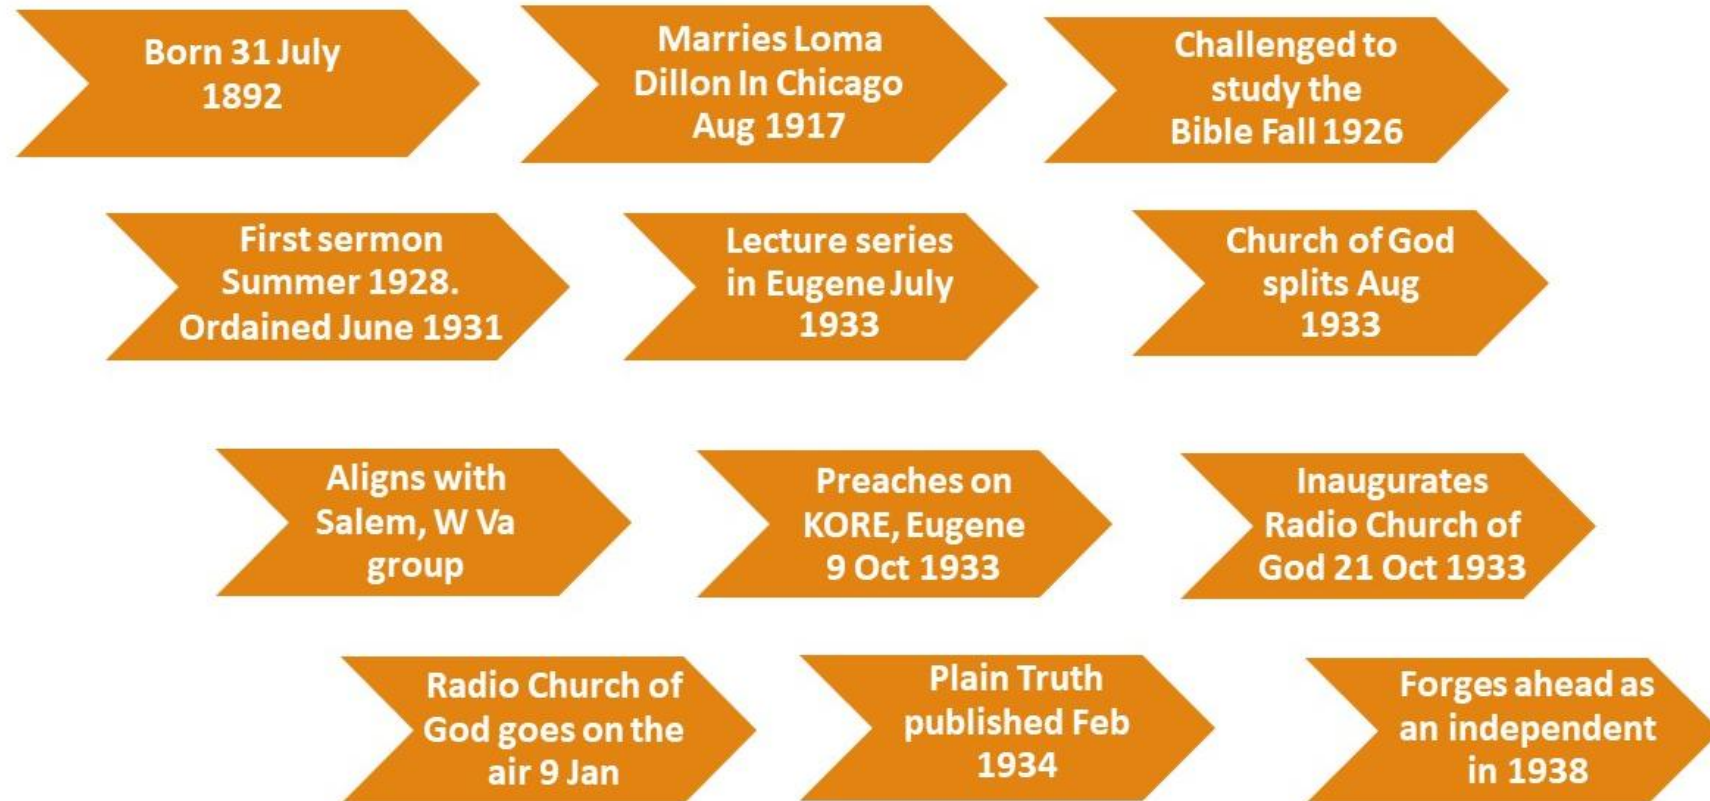 Born 31 July
1892
Marries Loma
Dillon In Chicago
Aug 1917
Challenged to
study the
Bible Fall 1926
First sermon
Summer 1928.
Ordained June 1931
Lecture series
in Eugene July
1933
Church of God
splits Aug
1933
Aligns with
Salem, W Va
group
Preaches on
KORE, Eugene
9 Oct 1933
Inaugurates
Radio Church of
God 21 Oct 1933
Radio Church of
God goes on the
air 9 Jan
Plain Truth
published Feb
1934
Forges ahead as
an independent
in 1938